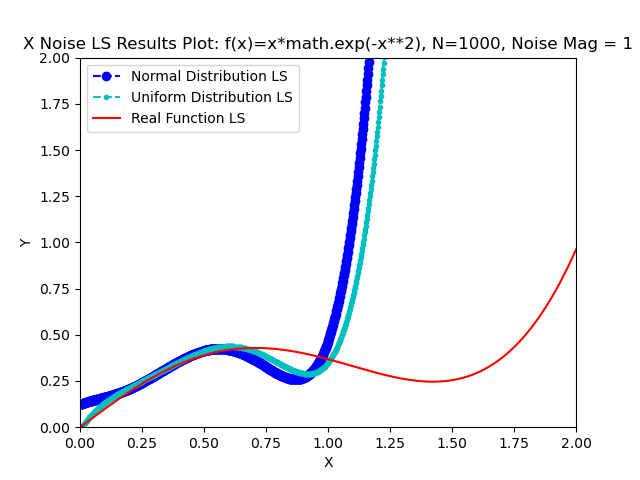 X Noise LS Results Plot: f(x)=x*math.exp(-x**2), N=1000, Noise Mag = 1
2.00
1.75
1.50
1.25
1.00
0.75
0.50
0.25
0.00
Y
Normal Distribution LS
Uniform Distribution LS
Real Function LS
0.00 0.25 0.50 0.75 1.00 1.25 1.50 1.75 2.00
X